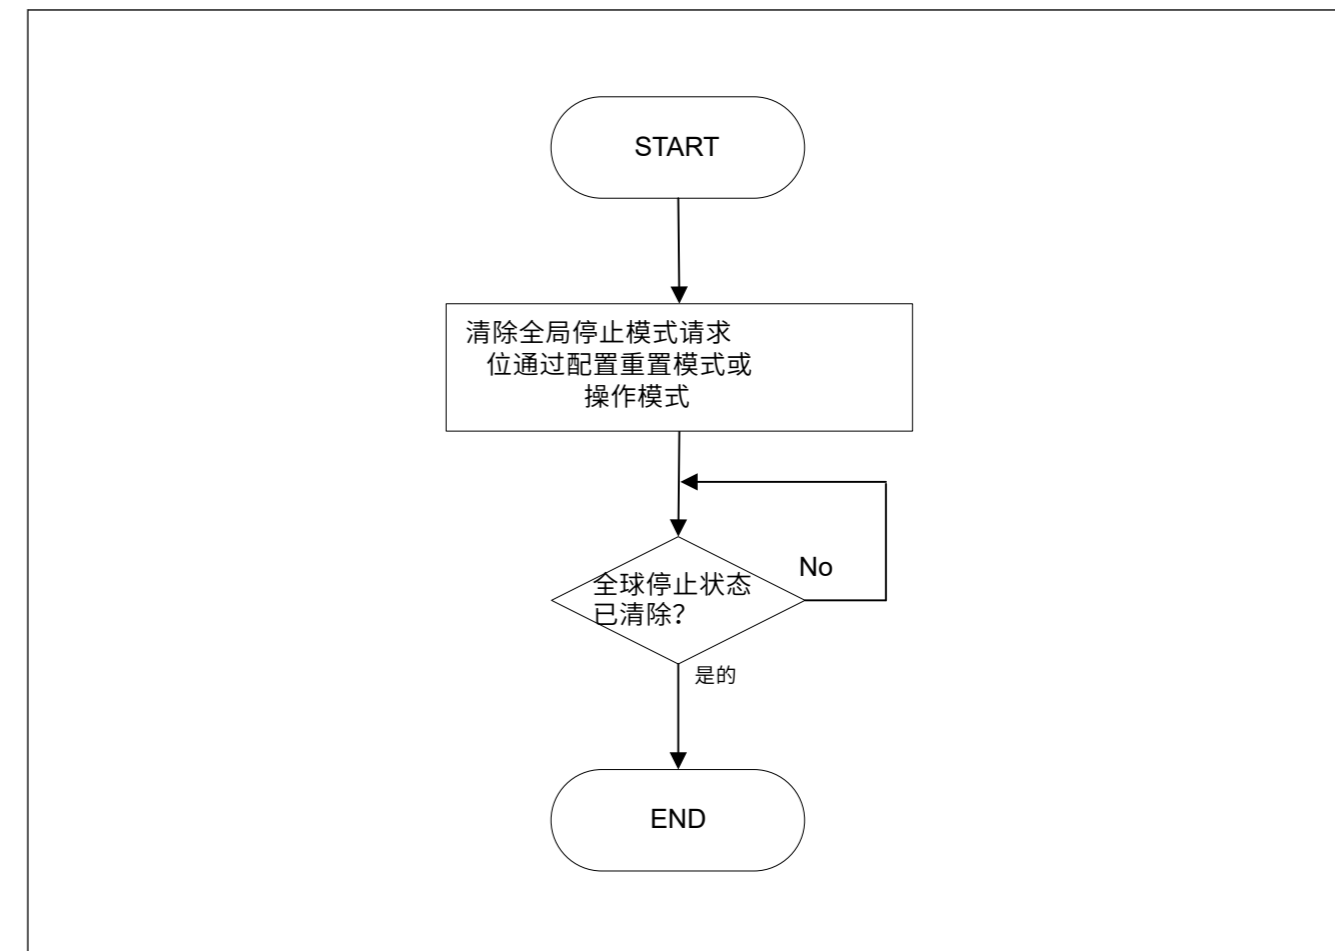 START
清除全局停止模式请求
位通过配置重置模式或
操作模式
全球停止状态
已清除？
No
是的
END